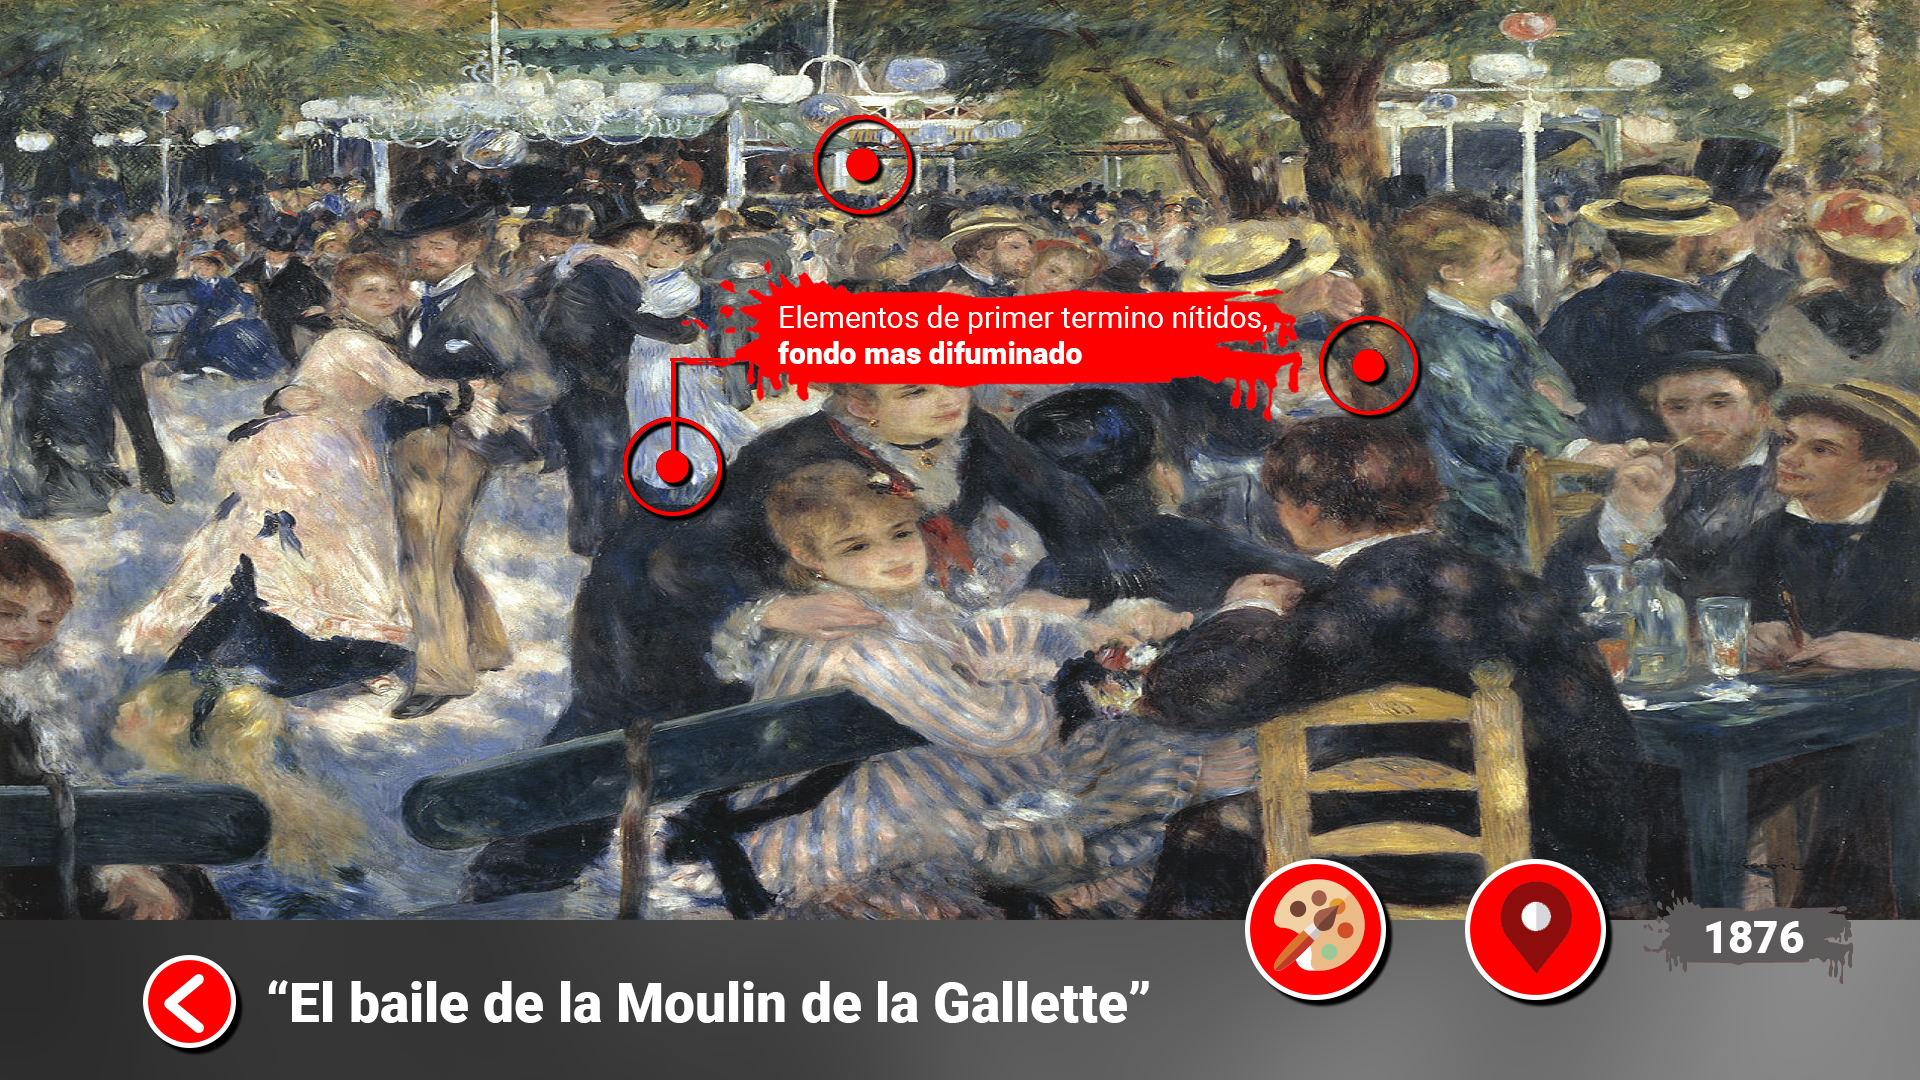 Elementos de primer termino nítidos,
fondo mas difuminado
1876
“El baile de la Moulin de la Gallette”